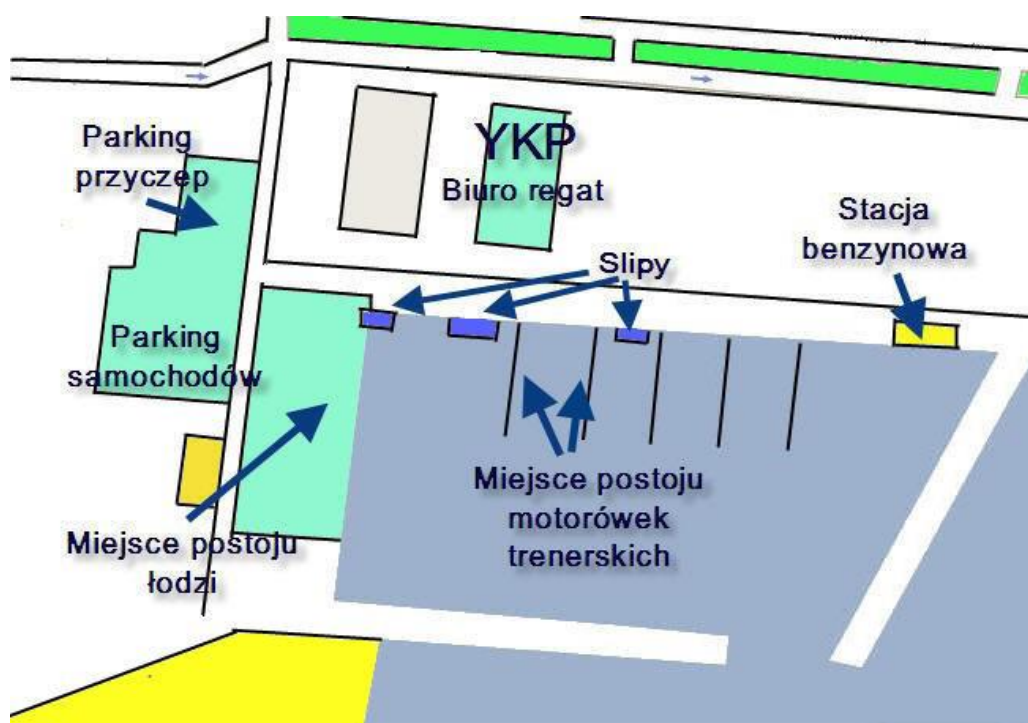 Parking
przyczep
YKP
Biuro regat
Stacja
benzynowa
Slipy
Parking
samochodów
Miejsce postoju
motorówek
trenerskich
Miejsce postoju
łodzi